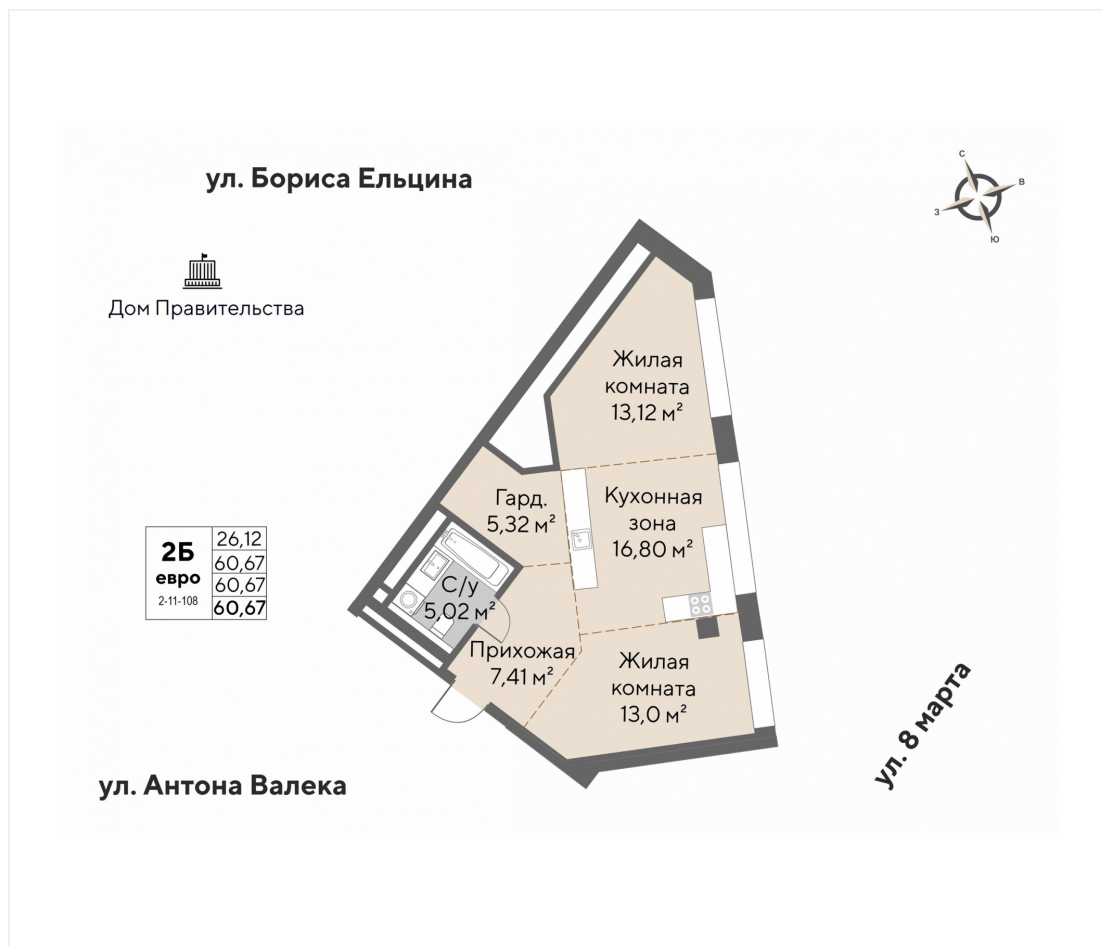 ул. Бориса Ельцина
С
В
З
Ю
Дом Правительства
Жилая
комната
13,12 м²
Гард.
5,32 м²
Кухонная
зона
16,80 м²
2Б
евро
2-11-108
26,12
60,67
60,67
60,67
С/у
5,02 м²
Прихожая
7,41 м²
Жилая
комната
13,0 м²
ул. 8 марта
ул. Антона Валека